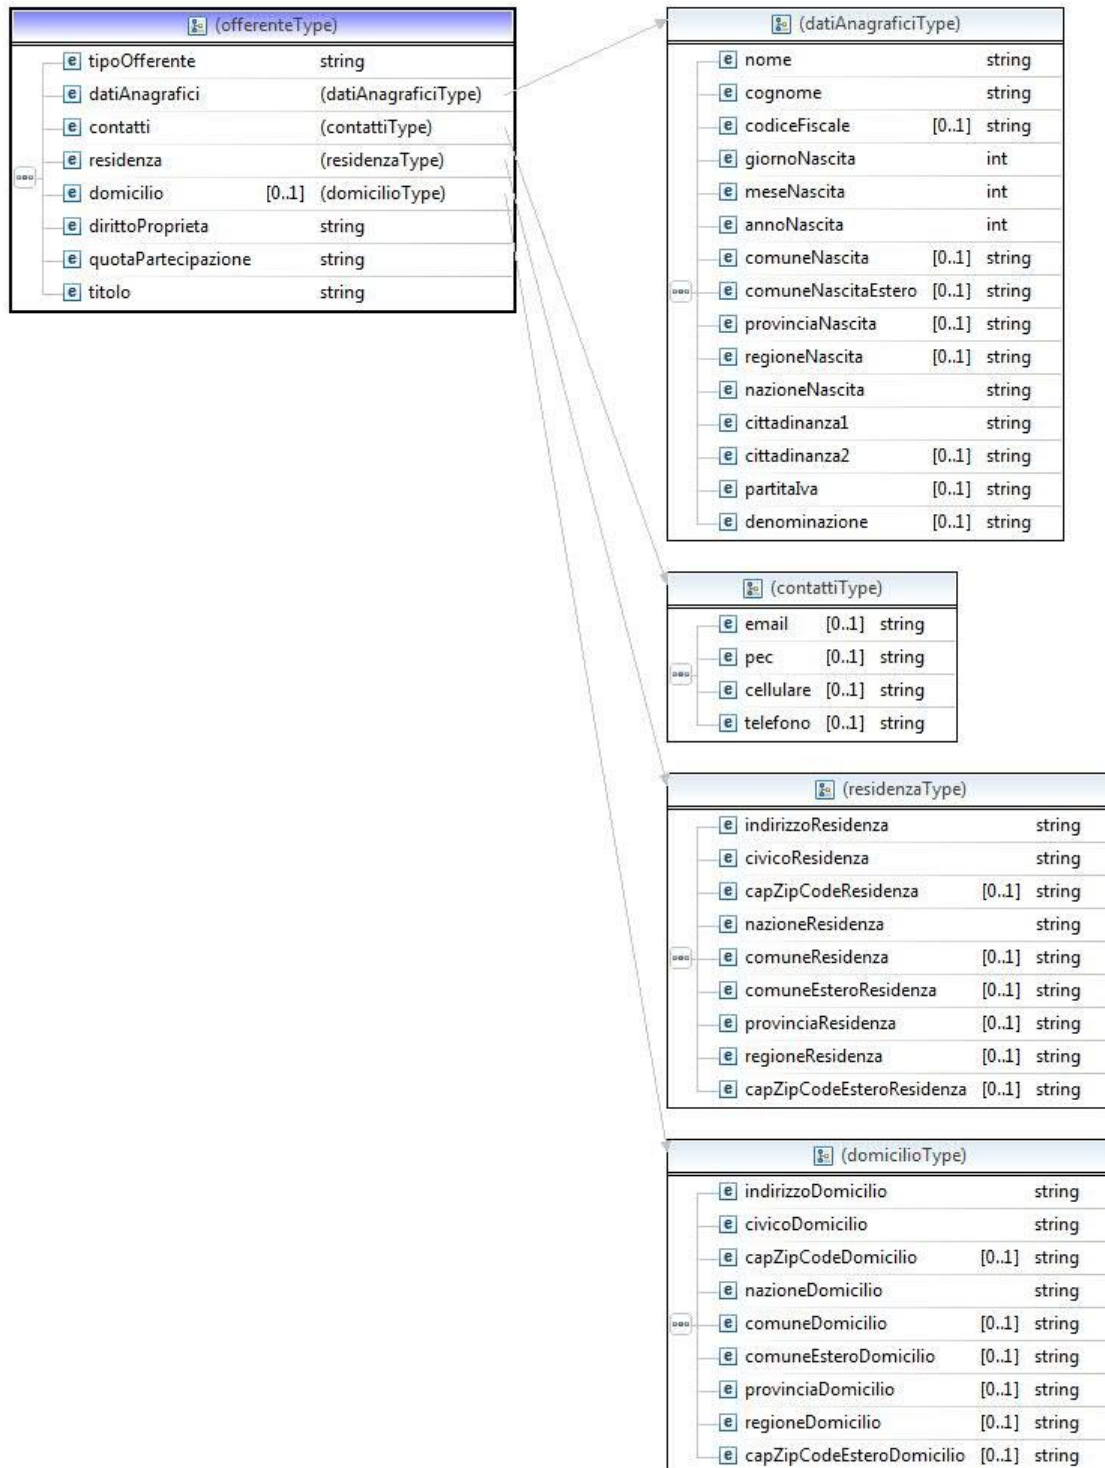 (offerenteType)
e tipoOfferente string
e datiAnagrafici (datiAnagraficiType)
e contatti (contattiType)
e residenza (residenzaType)
e domicilio [0..1] (domicilioType)
e dirittoProprieta string
e quotaPartecipazione string
e titolo string
(datiAnagraficiType)
e nome string
e cognome string
e codiceFiscale [0..1] string
e giornoNascita int
e meseNascita int
e annoNascita int
e comuneNascita [0..1] string
e comuneNascitaEstero [0..1] string
e provinciaNascita [0..1] string
e regioneNascita [0..1] string
e nazioneNascita string
e cittadinanza1 string
e cittadinanza2 [0..1] string
e partitaIva [0..1] string
e denominazione [0..1] string
(contattiType)
e email [0..1] string
e pec [0..1] string
e cellulare [0..1] string
e telefono [0..1] string
(residenzaType)
e indirizzoResidenza string
e civicoResidenza string
e capZipCodeResidenza [0..1] string
e nazioneResidenza string
e comuneResidenza [0..1] string
e comuneEsteroResidenza [0..1] string
e provinciaResidenza [0..1] string
e regioneResidenza [0..1] string
e capZipCodeEsteroResidenza [0..1] string
(domicilioType)
e indirizzoDomicilio string
e civicoDomicilio string
e capZipCodeDomicilio [0..1] string
e nazioneDomicilio string
e comuneDomicilio [0..1] string
e comuneEsteroDomicilio [0..1] string
e provinciaDomicilio [0..1] string
e regioneDomicilio [0..1] string
e capZipCodeEsteroDomicilio [0..1] string